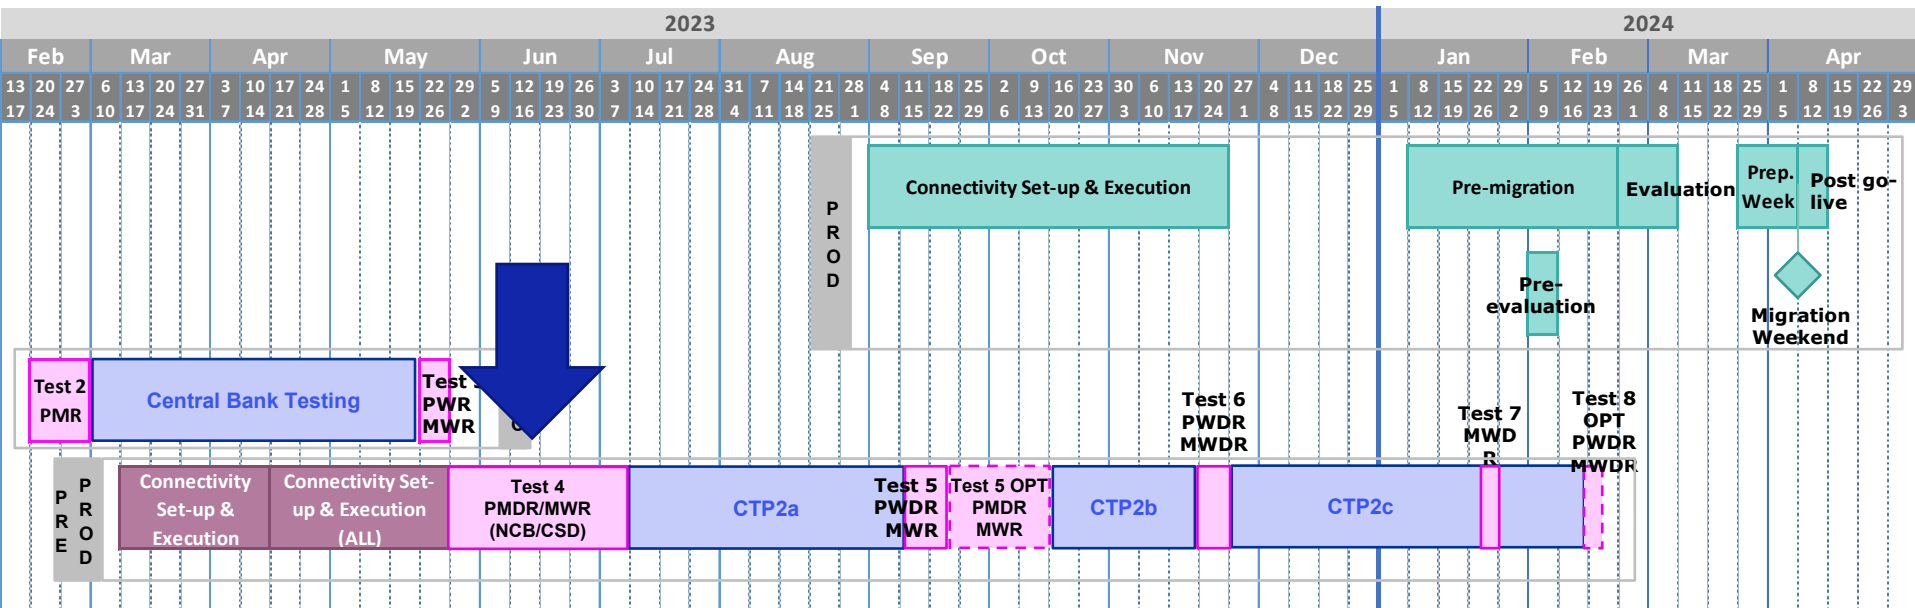 2023 2024
Feb Mar Apr May Jun Jul Aug Sep Oct Nov Dec Jan Feb Mar Apr
13 20 27 6 13 20 27 3 10 17 24 1 8 15 22 29 5 12 19 26 3 10 17 24 31 7 14 21 28 4 11 18 25 2 9 16 23 30 6 13 20 27 4 11 18 25 1 8 15 22 29 5 12 19 26 4 11 18 25 1 8 15 22 29
17 24 3 10 17 24 31 7 14 21 28 5 12 19 26 2 9 16 23 30 7 14 21 28 4 11 18 25 1 8 15 22 29 6 13 20 27 3 10 17 24 1 8 15 22 29 5 12 19 26 2 9 16 23 1 8 15 22 29 5 12 19 26 3
PROD
Connectivity Set-up & Execution
Pre-migration
Evaluation
Prep.
Week
Post go-
live
Pre-
evaluation
Migration
Weekend
Test 2
PMR
Central Bank Testing
Test
PWR
MWR
Test 6
PWDR
MWDR
Test 7
MWD
R
Test 8
OPT
PWDR
MWDR
PRE
PROD
Connectivity
Set-up &
Execution
Connectivity Set-
up & Execution
(ALL)
Test 4
PMDR/MWR
(NCB/CSD)
CTP2a
Test 5
PWDR
MWR
Test 5 OPT
PMDR
MWR
CTP2b
CTP2c